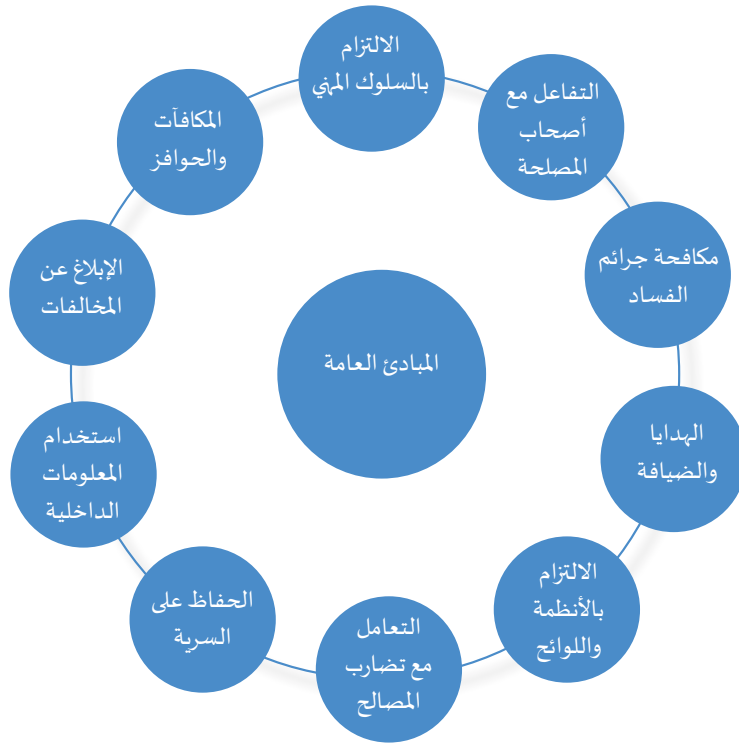 الالتزام
بالسلوك المهني
التفاعل مع
أصحاب
المصلحة
مكافحة جرائم
الفساد
الهدايا
والضيافة
الالتزام
بالأنظمة
واللوائح
التعامل
مع تضارب
المصالح
الحفاظ على
السرية
استخدام
المعلومات
الداخلية
الإبلاغ عن
المخالفات
المكافآت
والحوافز
المبادئ العامة